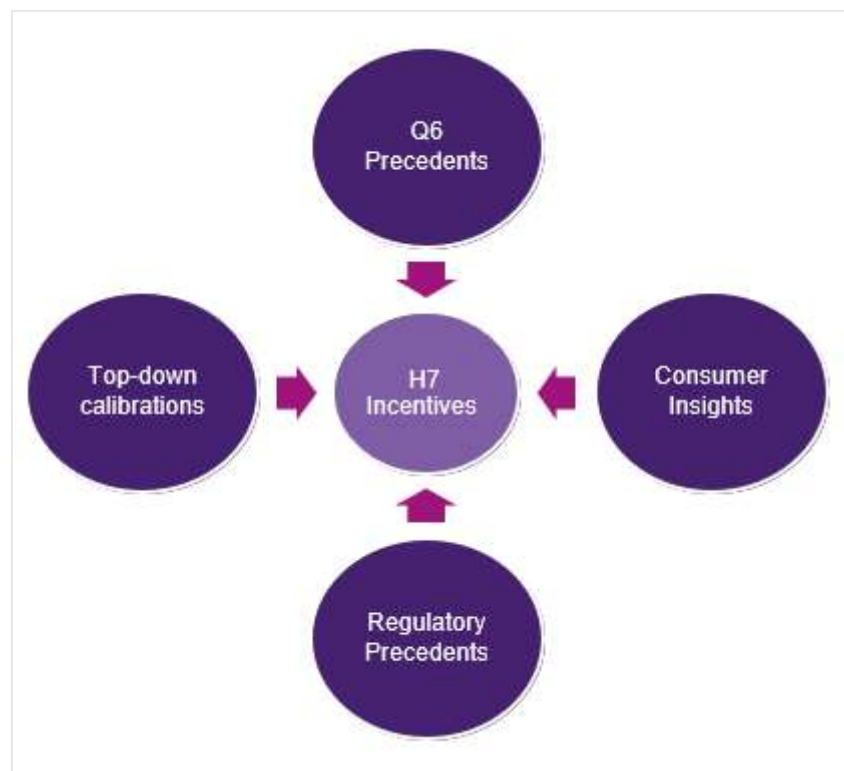 Q6
Precedents
Top-down
calibrations
H7
Incentives
Consumer
Insights
Regulatory
Precedents